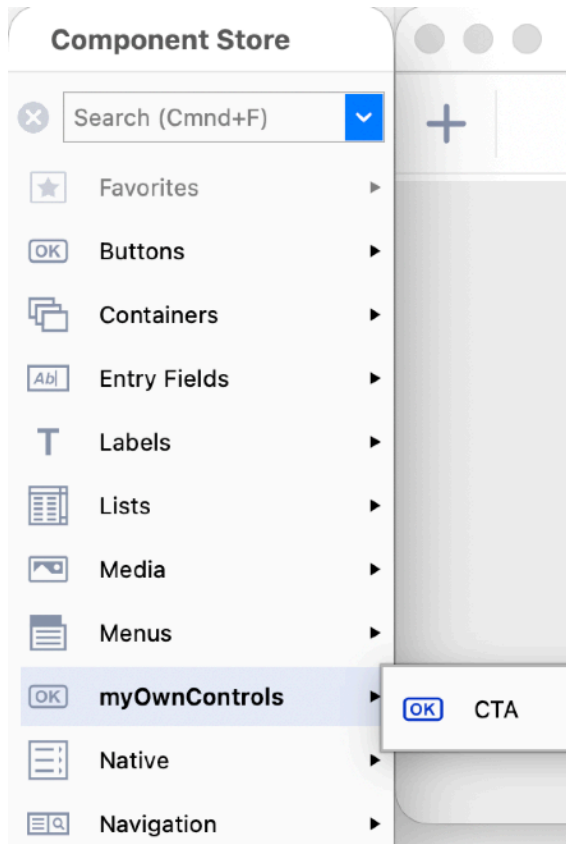 Component Store
Search (Cmnd+F)
Favorites
OK Buttons
Containers
Ab Entry Fields
T Labels
Lists
Media
Menus
OK myOwnControls
OK CTA
Native
Navigation